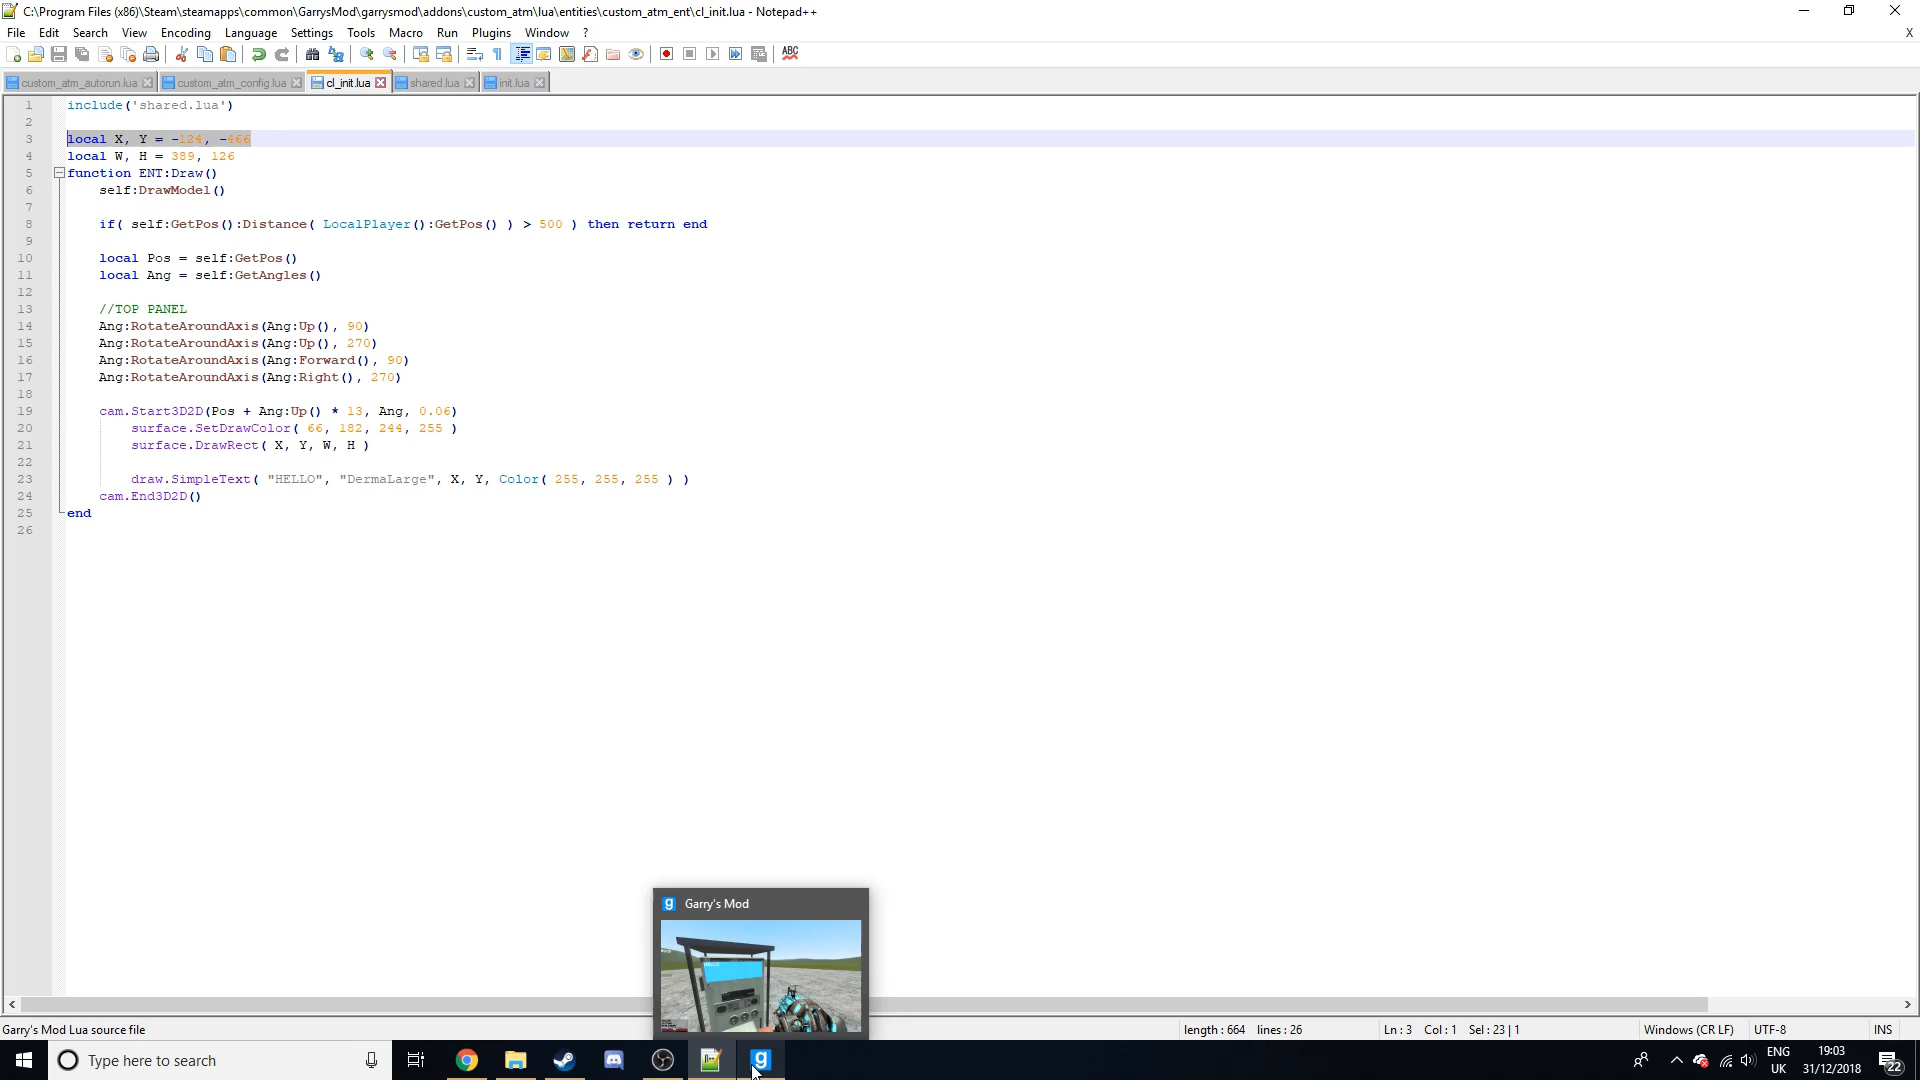 C:\Program Files (x86)\Steam\steamapps\common\GarrysMod\garrysmod\addons\custom_atm\lua\entities\custom_atm_ent\cl_init.lua - Notepad++
File Edit Search View Encoding Language Settings Tools Macro Run Plugins Window ? X
custom_atm_autorun.lua custom_atm_config.lua cl_init.lua shared.lua init.lua
1 include('shared.lua')
2
3 local X, Y = -124, -466
4 local W, H = 389, 126
5 function ENT:Draw()
6 self:DrawModel()
7
8 if( self:GetPos():Distance( LocalPlayer():GetPos() ) > 500 ) then return end
9
10 local Pos = self:GetPos()
11 local Ang = self:GetAngles()
12
13 //TOP PANEL
14 Ang:RotateAroundAxis(Ang:Up(), 90)
15 Ang:RotateAroundAxis(Ang:Up(), 270)
16 Ang:RotateAroundAxis(Ang:Forward(), 90)
17 Ang:RotateAroundAxis(Ang:Right(), 270)
18
19 cam.Start3D2D(Pos + Ang:Up() * 13, Ang, 0.06)
20 surface.SetDrawColor( 66, 182, 244, 255 )
21 surface.DrawRect( X, Y, W, H )
22
23 draw.SimpleText( "HELLO", "DermaLarge", X, Y, Color( 255, 255, 255 ) )
24 cam.End3D2D()
25 end
26
g Garry's Mod
HELLO
Garry's Mod Lua source file length : 664 lines : 26 Ln : 3 Col : 1 Sel : 23 | 1 Windows (CR LF) UTF-8 INS
Type here to search g ENG UK 19:03 31/12/2018 22